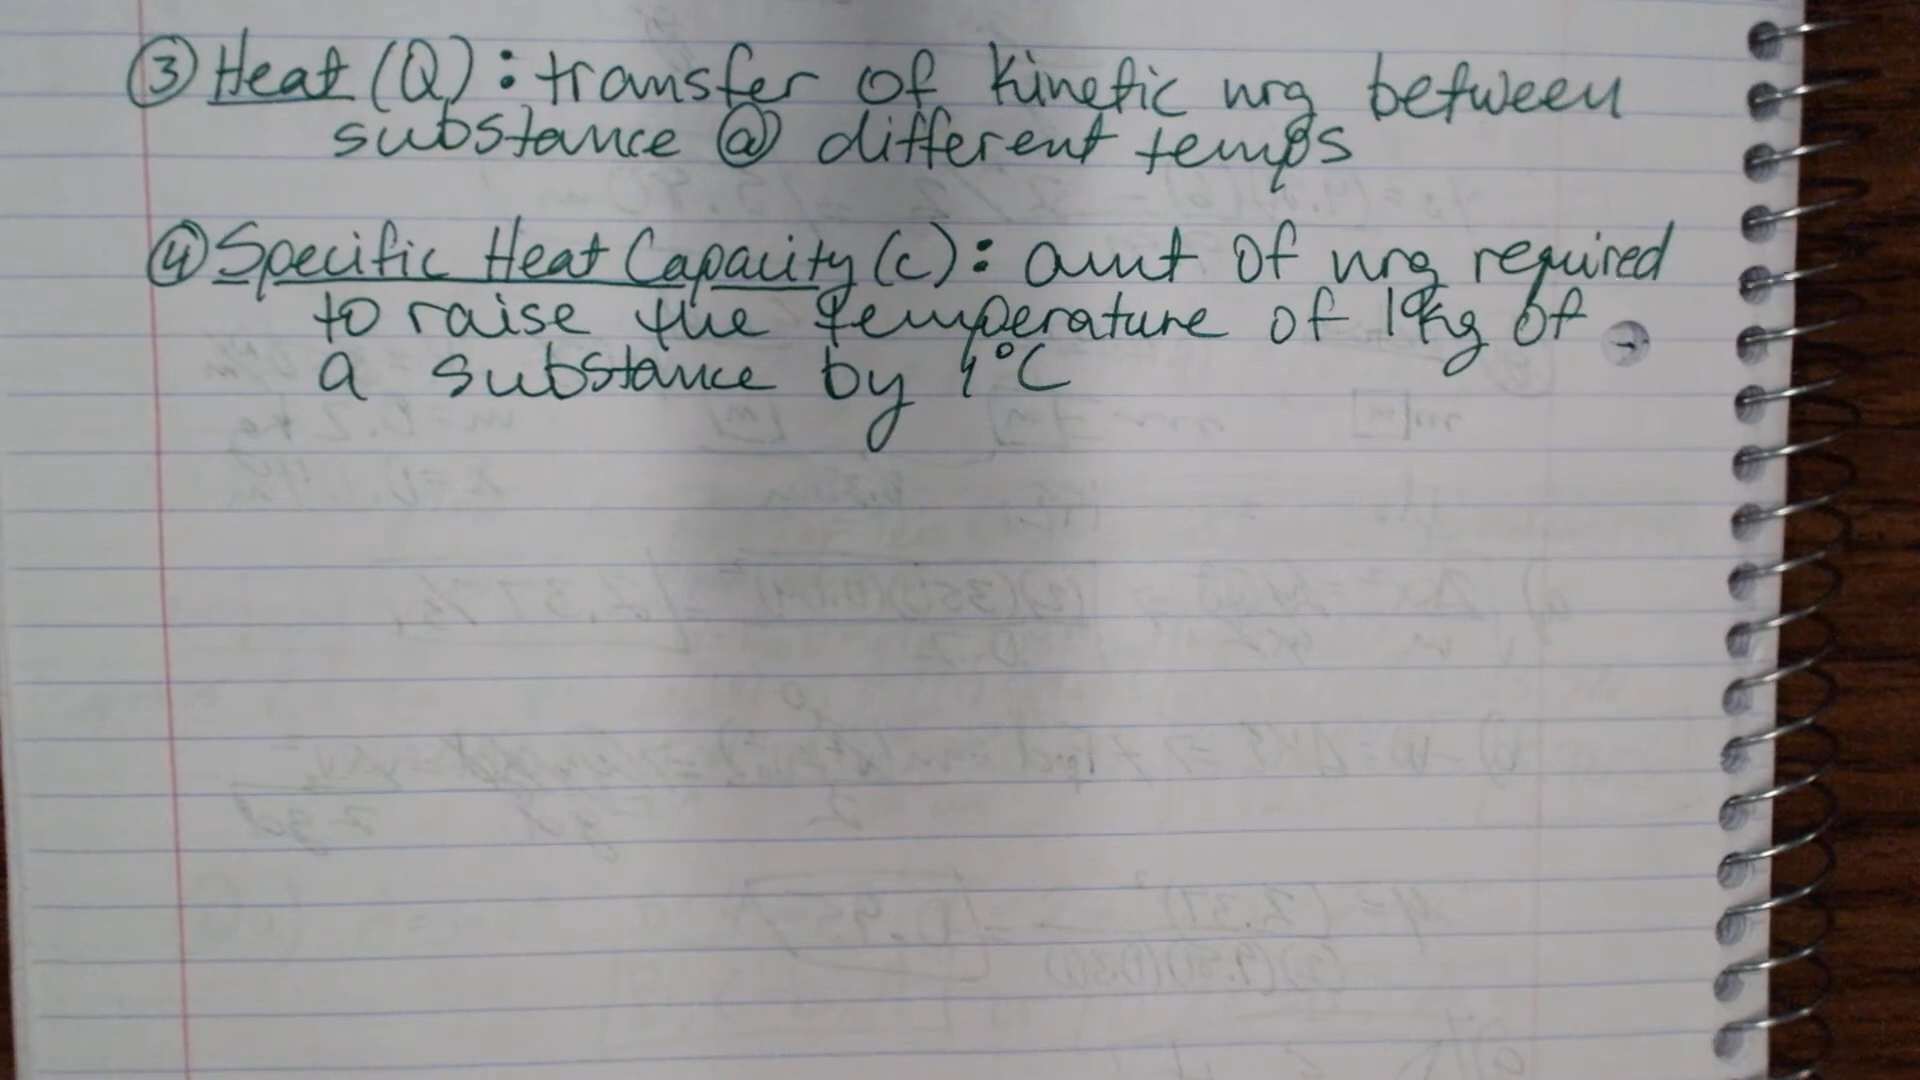 ③ Heat (Q): transfer of kinetic nrg between
substance @ different temps
④ Specific Heat Capacity (c): amt of nrg required
to raise the temperature of 1kg of
a substance by 1°C